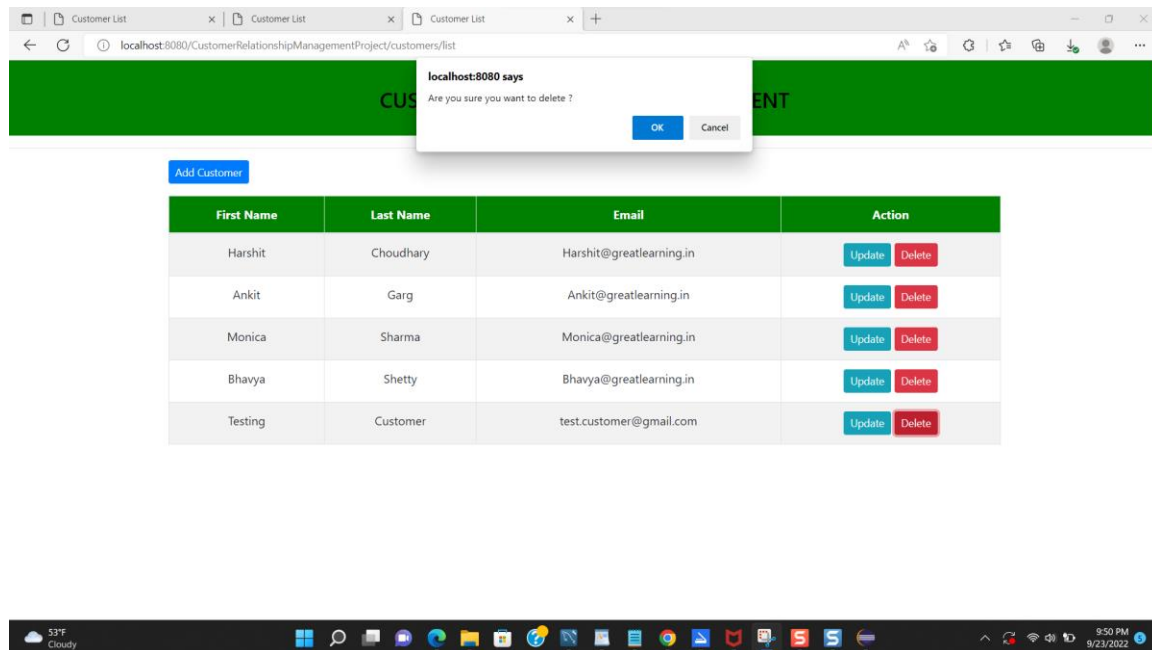 Customer List
Customer List
Customer List
localhost:8080/CustomerRelationshipManagementProject/customers/list
localhost:8080 says
Are you sure you want to delete ?
OK Cancel
CUS ENT
Add Customer
First Name Last Name Email Action
Harshit Choudhary Harshit@greatlearning.in Update Delete
Ankit Garg Ankit@greatlearning.in Update Delete
Monica Sharma Monica@greatlearning.in Update Delete
Bhavya Shetty Bhavya@greatlearning.in Update Delete
Testing Customer test.customer@gmail.com Update Delete
53°F
Cloudy
9:50 PM
9/23/2022